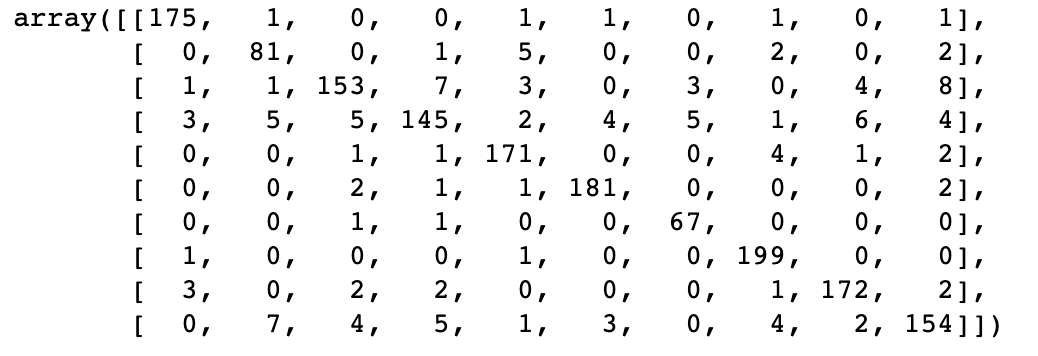 array([[175, 1, 0, 0, 1, 1, 0, 1, 0, 1],
[ 0, 81, 0, 1, 5, 0, 0, 2, 0, 2],
[ 1, 1, 153, 7, 3, 0, 3, 0, 4, 8],
[ 3, 5, 5, 145, 2, 4, 5, 1, 6, 4],
[ 0, 0, 1, 1, 171, 0, 0, 4, 1, 2],
[ 0, 0, 2, 1, 1, 181, 0, 0, 0, 2],
[ 0, 0, 1, 1, 0, 0, 67, 0, 0, 0],
[ 1, 0, 0, 0, 1, 0, 0, 199, 0, 0],
[ 3, 0, 2, 2, 0, 0, 0, 1, 172, 2],
[ 0, 7, 4, 5, 1, 3, 0, 4, 2, 154]])